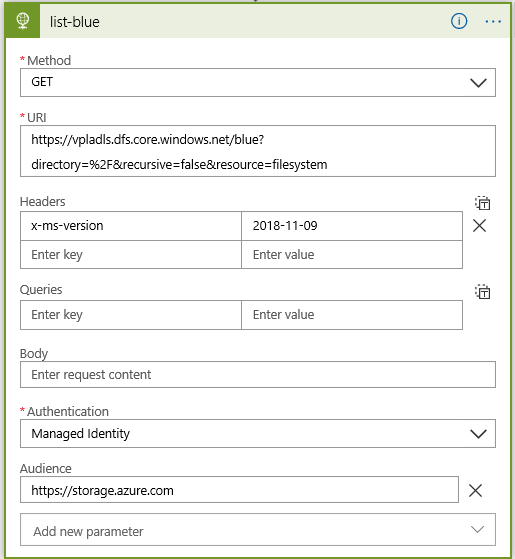 list-blue
* Method
GET
* URI
https://vpladls.dfs.core.windows.net/blue?
directory=%2F&recursive=false&resource=filesystem
Headers
x-ms-version 2018-11-09
Enter key Enter value
Queries
Enter key Enter value
Body
Enter request content
* Authentication
Managed Identity
Audience
https://storage.azure.com
Add new parameter